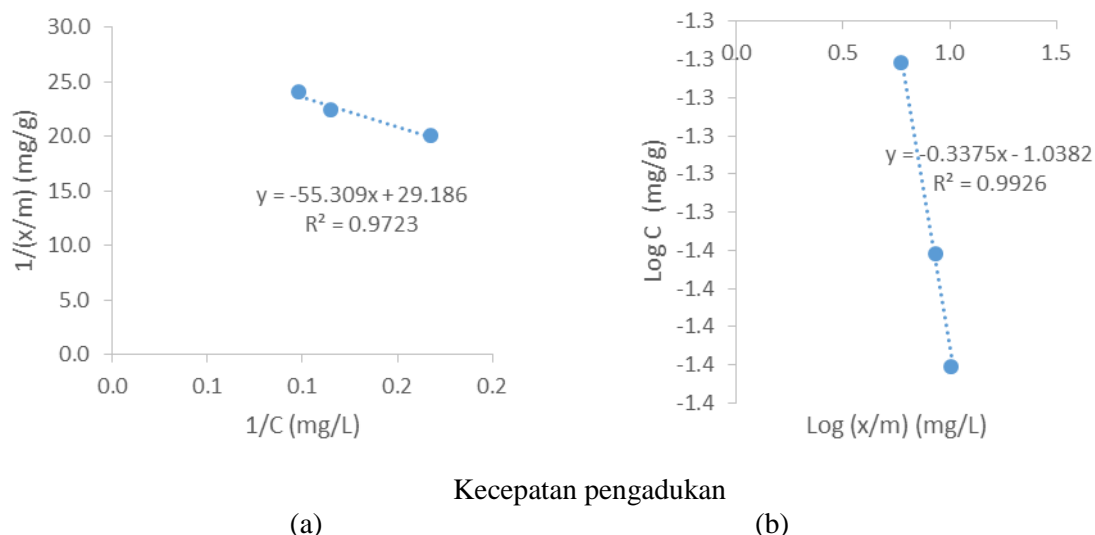 30.0
25.0
20.0
15.0
10.0
5.0
0.0
0.0 0.1 0.1 0.2 0.2
1/(x/m) (mg/g)
1/C (mg/L)
y = -55.309x + 29.186
R² = 0.9723
-1.3
-1.3
-1.3
-1.3
-1.3
-1.3
-1.4
-1.4
-1.4
-1.4
-1.4
0.0 0.5 1.0 1.5
Log C (mg/g)
Log (x/m) (mg/L)
y = -0.3375x - 1.0382
R² = 0.9926
Kecepatan pengadukan
(a) (b)